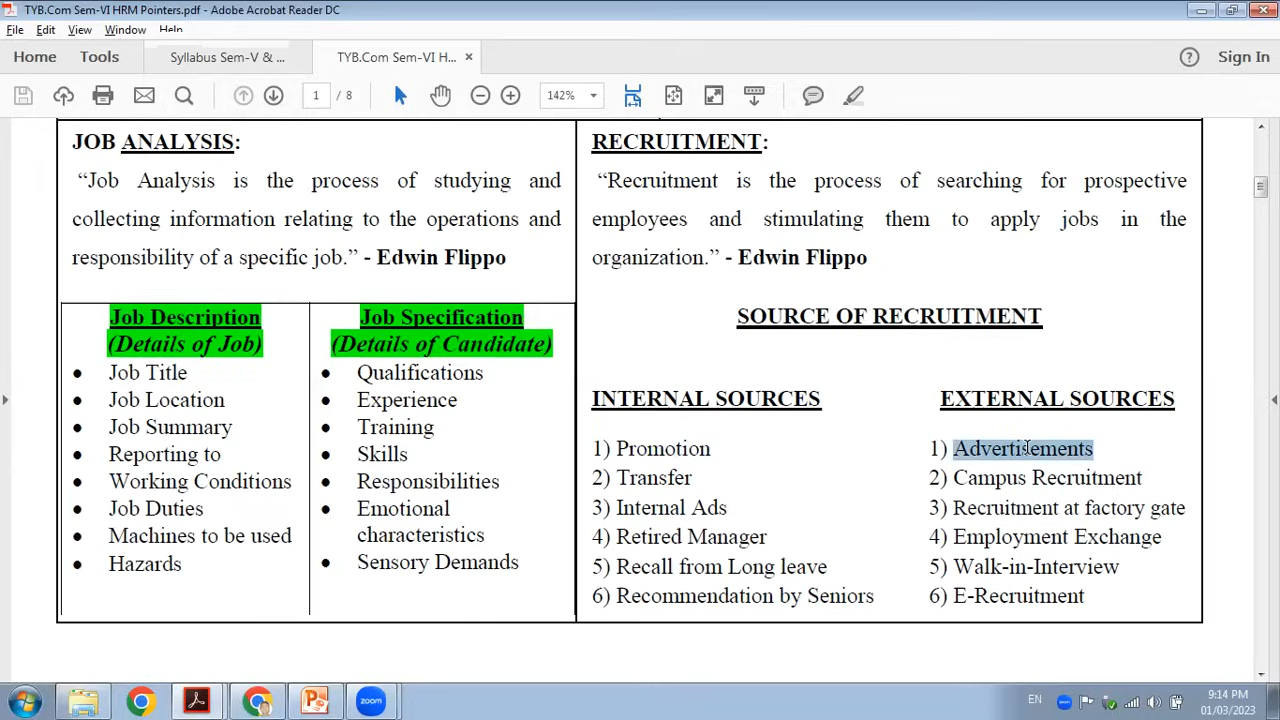 TYB.Com Sem-VI HRM Pointers.pdf - Adobe Acrobat Reader DC
File Edit View Window Help
Home Tools Syllabus Sem-V & ... TYB.Com Sem-VI H... × Sign In
1 / 8 142%
JOB ANALYSIS:
“Job Analysis is the process of studying and
collecting information relating to the operations and
responsibility of a specific job.” - Edwin Flippo
Job Description
(Details of Job)
• Job Title
• Job Location
• Job Summary
• Reporting to
• Working Conditions
• Job Duties
• Machines to be used
• Hazards
Job Specification
(Details of Candidate)
• Qualifications
• Experience
• Training
• Skills
• Responsibilities
• Emotional
characteristics
• Sensory Demands
RECRUITMENT:
“Recruitment is the process of searching for prospective
employees and stimulating them to apply jobs in the
organization.” - Edwin Flippo
SOURCE OF RECRUITMENT
INTERNAL SOURCES
1) Promotion
2) Transfer
3) Internal Ads
4) Retired Manager
5) Recall from Long leave
6) Recommendation by Seniors
EXTERNAL SOURCES
1) Advertisements
2) Campus Recruitment
3) Recruitment at factory gate
4) Employment Exchange
5) Walk-in-Interview
6) E-Recruitment
zoom
EN
9:14 PM
01/03/2023